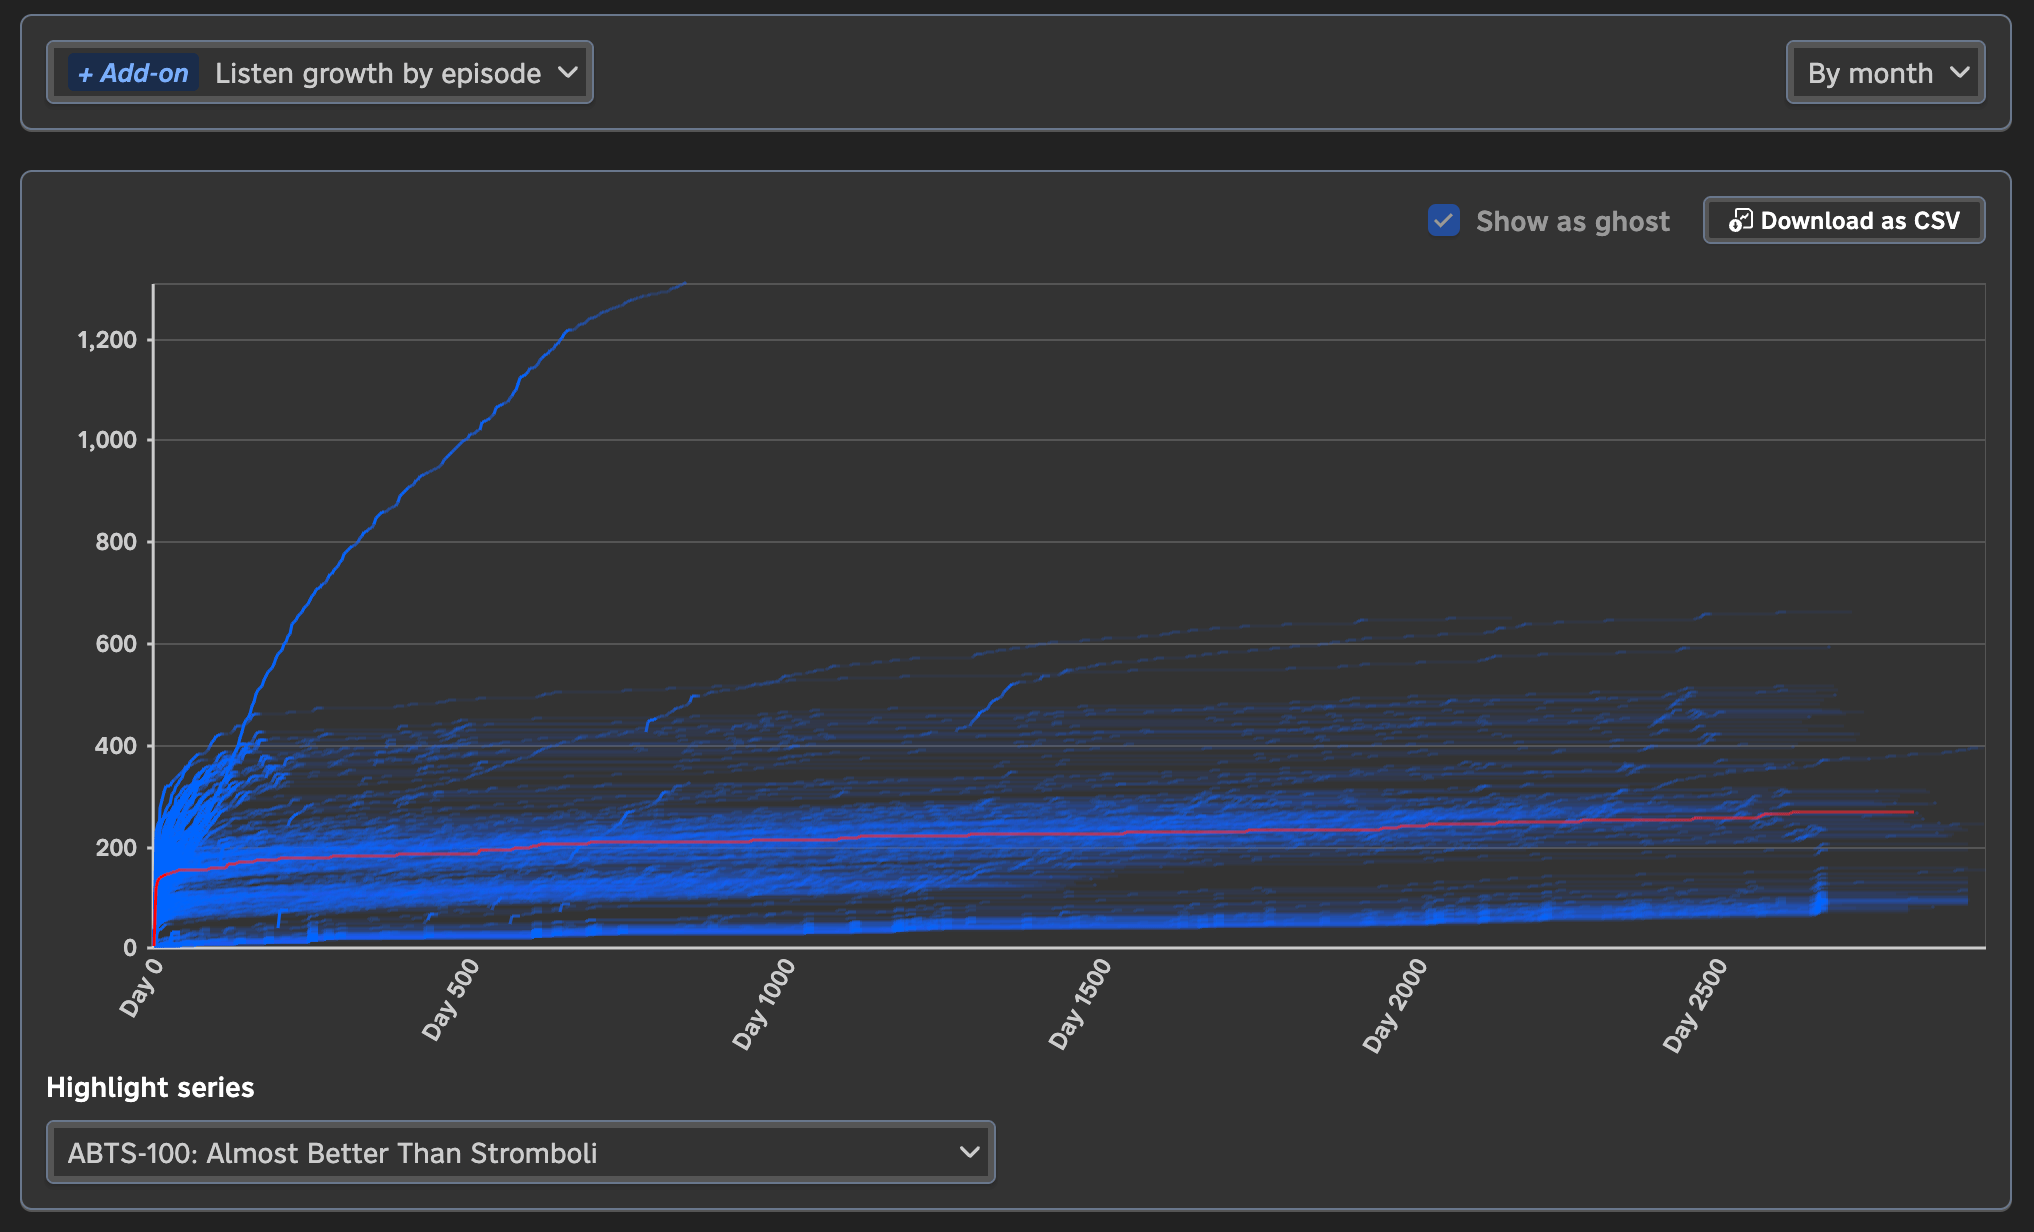 + Add-on Listen growth by episode
By month
Show as ghost
Download as CSV
1,200
1,000
800
600
400
200
0
Day 0
Day 500
Day 1000
Day 1500
Day 2000
Day 2500
Highlight series
ABTS-100: Almost Better Than Stromboli